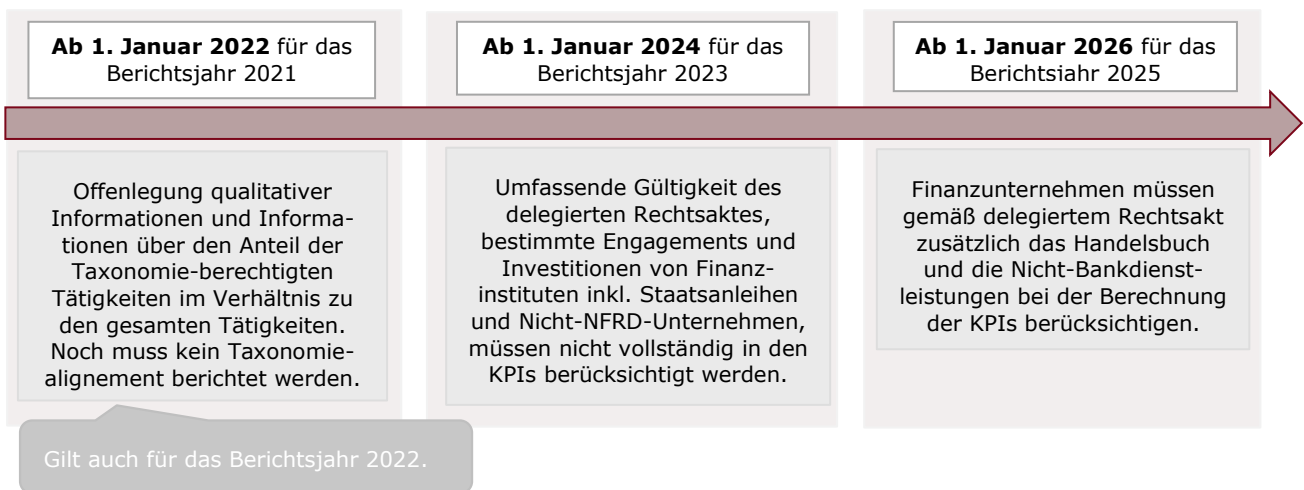 Ab 1. Januar 2022 für das
Berichtsjahr 2021
Ab 1. Januar 2024 für das
Berichtsjahr 2023
Ab 1. Januar 2026 für das
Berichtsjahr 2025
Offenlegung qualitativer
Informationen und Informa-
tionen über den Anteil der
Taxonomie-berechtigten
Tätigkeiten im Verhältnis zu
den gesamten Tätigkeiten.
Noch muss kein Taxonomie-
alignement berichtet werden.
Umfassende Gültigkeit des
delegierten Rechtsaktes,
bestimmte Engagements und
Investitionen von Finanz-
instituten inkl. Staatsanleihen
und Nicht-NFRD-Unternehmen,
müssen nicht vollständig in den
KPIs berücksichtigt werden.
Finanzunternehmen müssen
gemäß delegiertem Rechtsakt
zusätzlich das Handelsbuch
und die Nicht-Bankdienst-
leistungen bei der Berechnung
der KPIs berücksichtigen.
Gilt auch für das Berichtsjahr 2022.